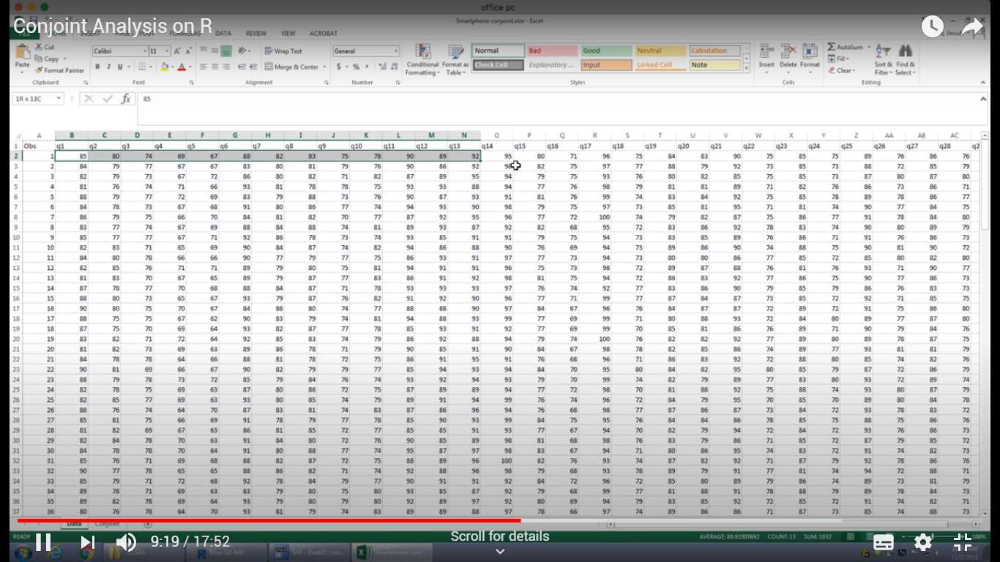 office pc
Conjoint Analysis on R
Smartphone conjoint.xlsx - Excel
DATA REVIEW VIEW ACROBAT
Cut
Copy
Format Painter
Paste
Calibri 11
Wrap Text
Merge & Center
General
Conditional Formatting
Format as Table
Normal Bad Good Neutral Calculation
Check Cell Explanatory ... Input Linked Cell Note
Insert Delete Format
AutoSum
Fill
Clear
Sort & Filter
Find & Select
Clipboard Font Alignment Number Styles Cells Editing
1R x 13C fx 85
A B C D E F G H I J K L M N O P Q R S T U V W X Y Z AA AB AC
1 Obs q1 q2 q3 q4 q5 q6 q7 q8 q9 q10 q11 q12 q13 q14 q15 q16 q17 q18 q19 q20 q21 q22 q23 q24 q25 q26 q27 q28 q2
2 1 85 80 74 69 67 88 82 83 75 78 90 89 92 95 80 71 96 75 84 83 90 75 85 75 89 76 86 76
3 2 84 79 77 67 67 83 80 81 79 76 90 86 92 98 82 75 97 77 88 79 92 75 85 73 88 72 85 79
4 3 82 79 73 67 72 86 80 82 71 82 87 89 95 94 79 75 93 76 80 82 85 75 85 73 87 80 87 80
5 4 81 76 74 71 66 93 81 78 78 75 93 93 88 94 77 76 98 79 81 81 89 71 82 76 86 73 86 71
6 5 88 79 77 72 69 83 79 88 73 76 90 87 93 91 81 76 99 74 83 84 92 75 85 78 89 78 86 77
7 6 84 78 73 67 68 91 80 86 77 74 94 93 90 98 79 75 97 73 85 81 95 71 81 74 90 77 84 75
8 7 86 79 75 66 70 84 81 82 70 77 87 92 95 96 77 72 100 74 79 82 87 75 86 77 91 78 84 80
9 8 83 77 74 67 69 88 84 88 74 81 89 93 87 92 82 68 95 72 83 86 92 78 83 74 90 80 89 79
10 9 85 77 77 67 71 92 86 78 73 74 93 85 91 91 79 75 94 73 83 85 89 76 86 71 91 76 86 73
11 10 82 83 71 65 69 90 84 87 74 82 94 86 88 90 76 69 94 73 89 86 90 74 88 75 90 81 90 72
12 11 84 80 78 66 66 90 77 79 77 75 86 93 91 97 77 73 94 73 80 80 86 77 85 72 85 80 82 80
13 12 82 85 76 71 71 89 79 80 75 81 94 91 91 96 75 73 98 72 89 87 88 76 81 76 93 71 90 77
14 13 81 83 70 67 65 89 79 87 77 83 86 91 92 98 81 75 94 72 86 83 92 77 86 75 90 77 86 73
15 14 87 78 77 70 68 88 84 87 71 78 93 93 93 97 76 74 92 77 83 86 90 79 85 79 86 76 83 73
16 15 88 80 73 65 67 93 79 87 76 82 91 92 90 96 77 71 99 77 87 84 87 73 85 72 92 71 85 75
17 16 90 80 75 70 67 84 86 80 74 77 88 88 90 97 84 67 96 76 84 87 87 72 89 72 91 75 86 80
18 17 88 75 75 67 62 90 83 79 74 81 94 88 93 99 77 69 99 71 80 88 93 72 84 80 89 77 87 80
19 18 87 75 70 69 64 93 82 87 77 78 85 93 91 92 77 69 99 70 85 81 86 76 89 71 90 79 84 76
20 19 83 82 71 72 64 92 85 83 74 79 86 92 88 94 79 74 100 76 82 82 92 77 89 80 89 78 87 75
21 20 81 82 73 69 63 89 86 78 71 79 90 85 91 90 84 67 98 78 82 85 86 74 89 77 93 81 81 79
22 21 84 78 78 64 66 88 81 78 72 75 86 91 95 91 76 68 96 71 86 83 92 72 88 80 85 74 82 76
23 22 90 81 69 66 67 90 82 79 79 77 85 94 93 94 84 70 95 80 84 82 95 80 85 79 87 72 86 79
24 23 88 79 78 73 72 85 79 84 76 74 93 92 94 93 79 70 99 74 82 79 89 77 83 80 93 72 89 74
25 24 82 78 75 69 63 87 80 86 72 75 87 89 89 94 77 72 98 70 81 88 92 75 88 74 93 80 87 79
26 25 82 85 77 69 63 93 80 85 74 79 89 91 94 99 76 74 96 72 84 79 95 70 85 70 89 80 84 78
27 26 88 76 74 64 70 87 83 81 74 83 87 86 96 94 76 68 98 77 87 86 87 73 84 72 93 78 83 72
28 27 85 81 75 66 69 91 78 79 77 78 85 90 93 99 84 75 95 76 84 84 86 78 85 75 88 75 76 76
29 28 81 82 69 67 63 86 81 85 72 77 85 85 91 93 77 67 94 70 82 79 94 72 84 72 93 76 86 73
30 29 82 84 78 70 63 91 84 80 72 76 90 85 89 98 81 68 98 76 83 79 86 71 85 72 87 79 85 72
31 30 84 78 78 70 64 91 80 88 77 74 95 87 97 98 83 67 94 71 80 86 95 74 83 72 91 74 82 73
32 31 85 76 71 69 68 88 82 87 72 75 88 89 96 100 82 76 93 74 87 82 92 71 87 79 92 78 86 76
33 32 90 77 78 65 65 88 86 82 71 74 92 88 96 98 79 68 93 78 89 79 91 77 81 74 94 72 88 71
34 33 85 79 71 72 68 92 78 84 79 77 90 91 91 92 84 72 96 72 85 80 89 79 86 74 89 73 81 79
35 34 89 78 71 69 63 83 79 80 75 80 93 85 87 92 79 68 99 77 81 88 91 78 88 74 89 78 81 73
36 35 89 82 78 69 64 93 79 80 79 80 92 89 97 92 80 69 94 79 83 85 92 72 85 72 91 74 82 71
37 36 80 76 78 64 70 93 81 79 74 83 89 89 88 97 78 66 97 74 89 86 86 71 87 73 85 74 88 73
Data Conjoint
READY AVERAGE: 80.92307692 COUNT: 13 SUM: 1052 100%
9:19 / 17:52
Scroll for details
11/5/2016